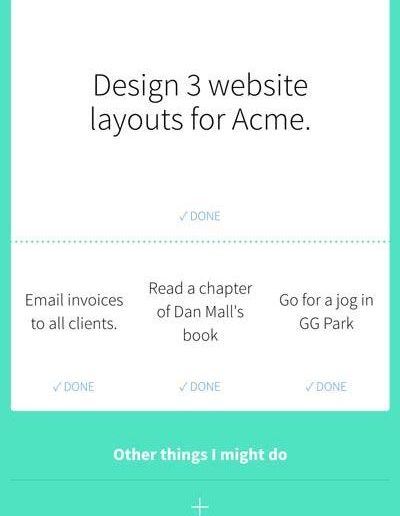 Design 3 website
layouts for Acme.
✓ DONE
Email invoices
to all clients.
✓ DONE
Read a chapter
of Dan Mall's
book
✓ DONE
Go for a jog in
GG Park
✓ DONE
Other things I might do
+